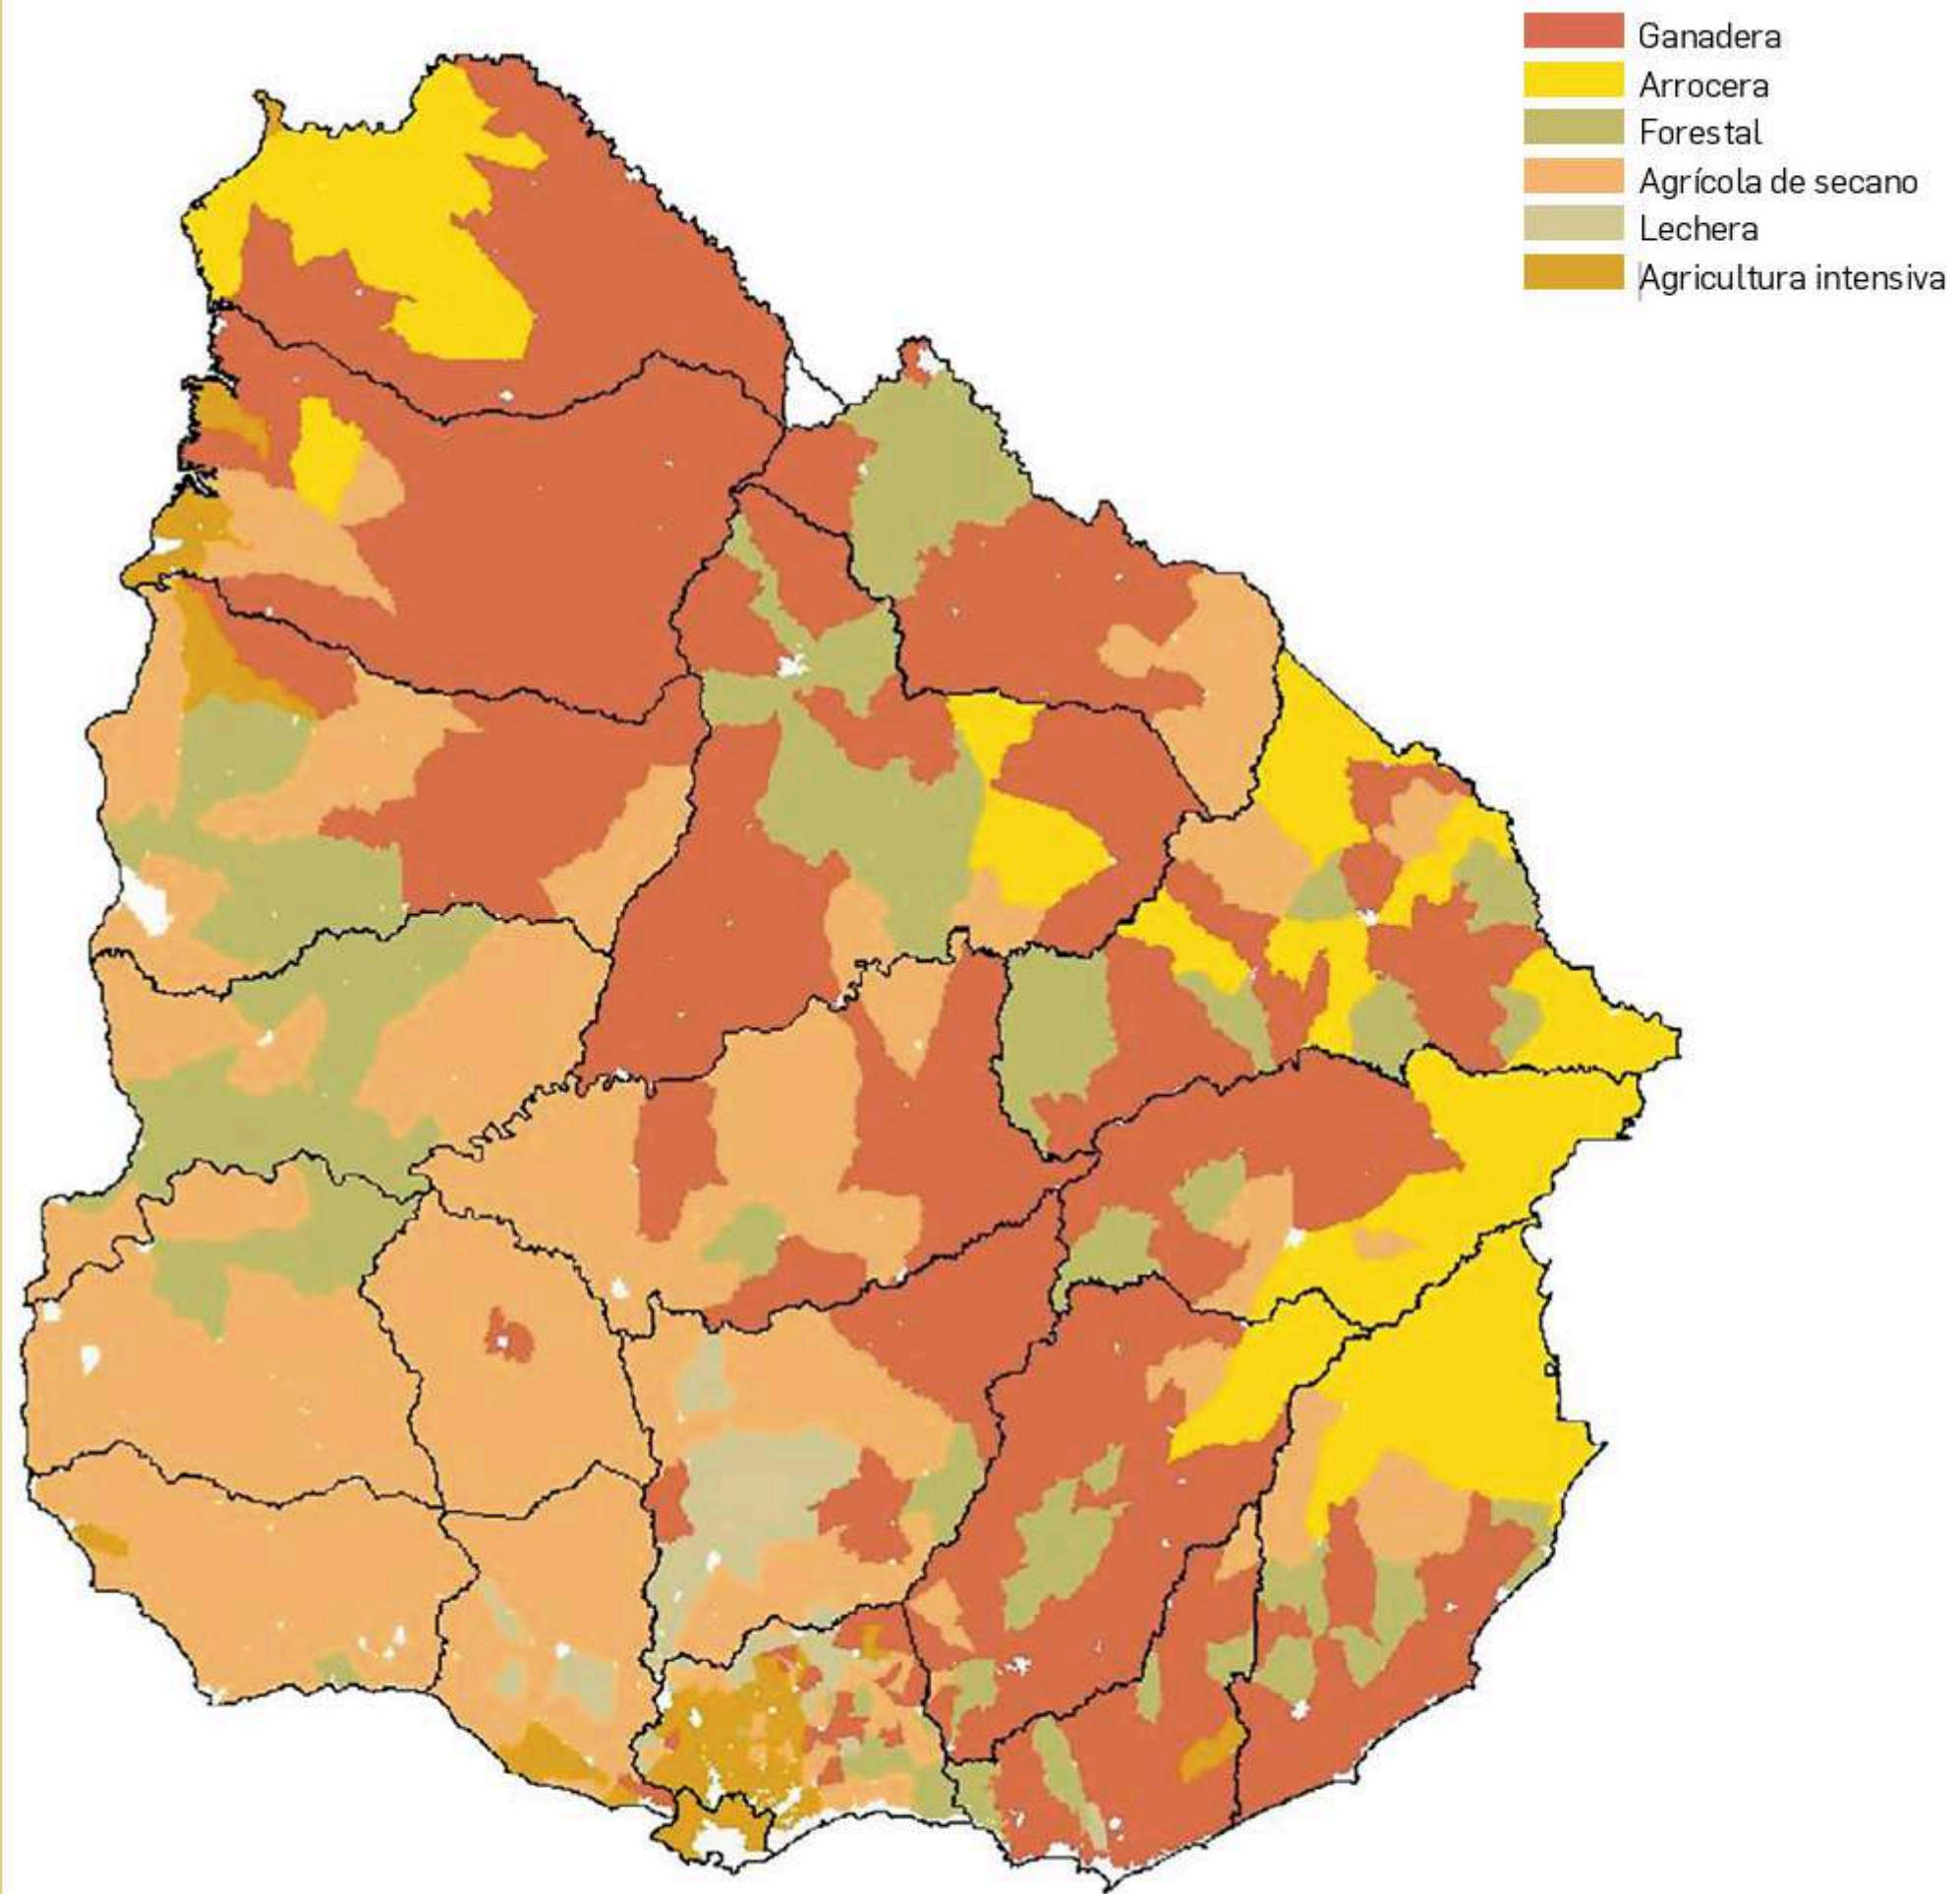 Ganadera
Arrocera
Forestal
Agrícola de secano
Lechera
Agricultura intensiva